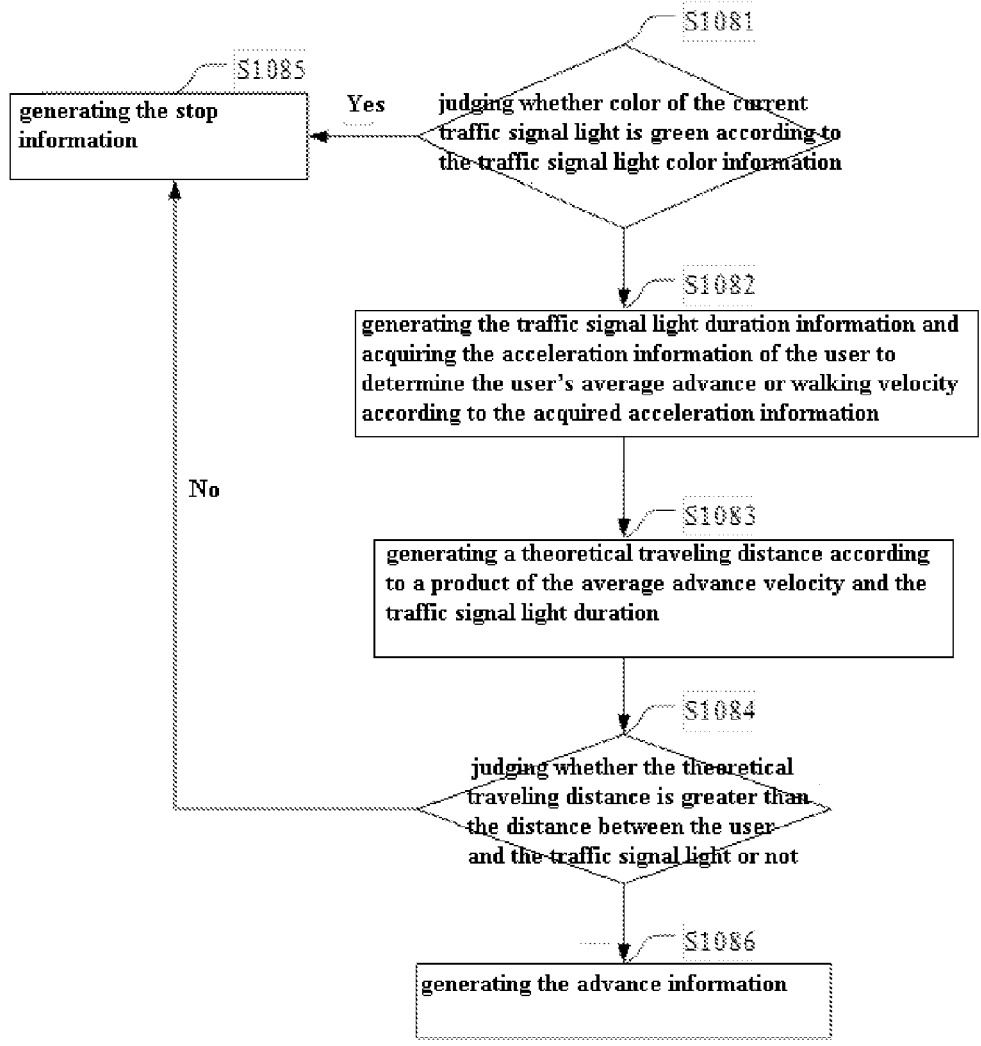 S1081
judging whether color of the current
traffic signal light is green according to
the traffic signal light color information
Yes
S1085
generating the stop
information
S1082
generating the traffic signal light duration information and
acquiring the acceleration information of the user to
determine the user's average advance or walking velocity
according to the acquired acceleration information
No
S1083
generating a theoretical traveling distance according
to a product of the average advance velocity and the
traffic signal light duration
S1084
judging whether the theoretical
traveling distance is greater than
the distance between the user
and the traffic signal light or not
S1086
generating the advance information